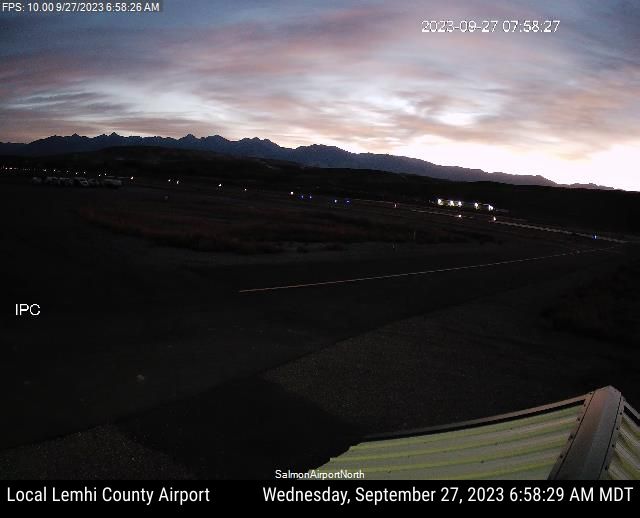 FPS: 10.00 9/27/2023 6:58:26 AM
2023-09-27 07:58:27
IPC
SalmonAirportNorth
Local Lemhi County Airport Wednesday, September 27, 2023 6:58:29 AM MDT